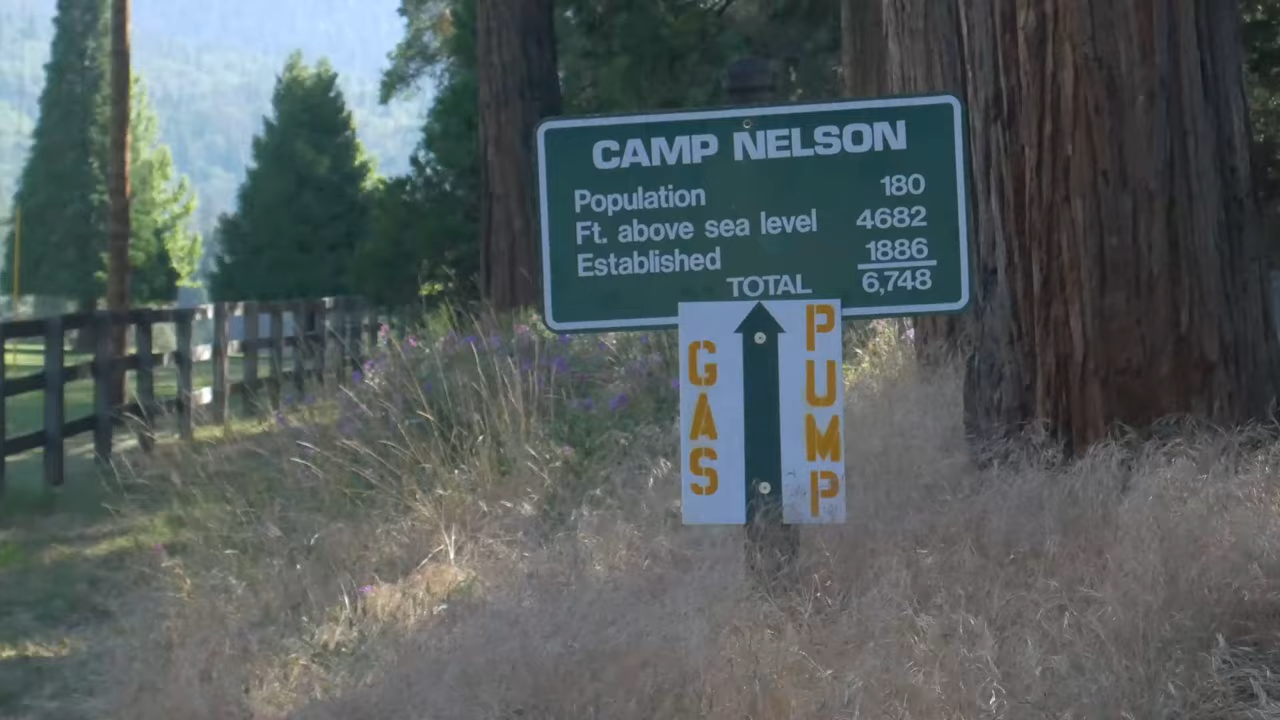 CAMP NELSON
Population 180
Ft. above sea level 4682
Established 1886
TOTAL 6,748
GAS
PUMP